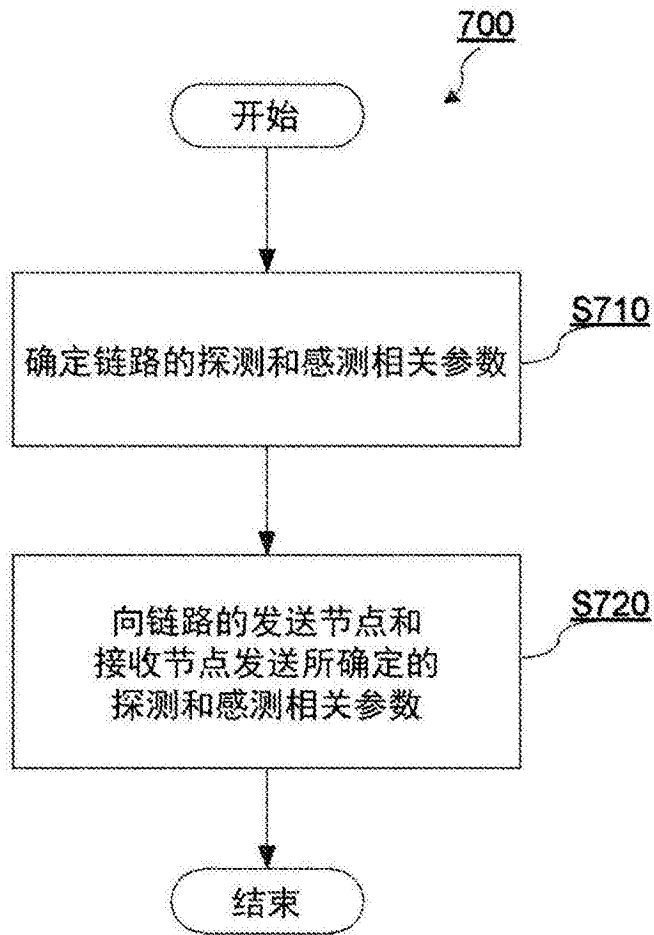 700
开始
S710
确定链路的探测和感测相关参数
S720
向链路的发送节点和
接收节点发送所确定的
探测和感测相关参数
结束